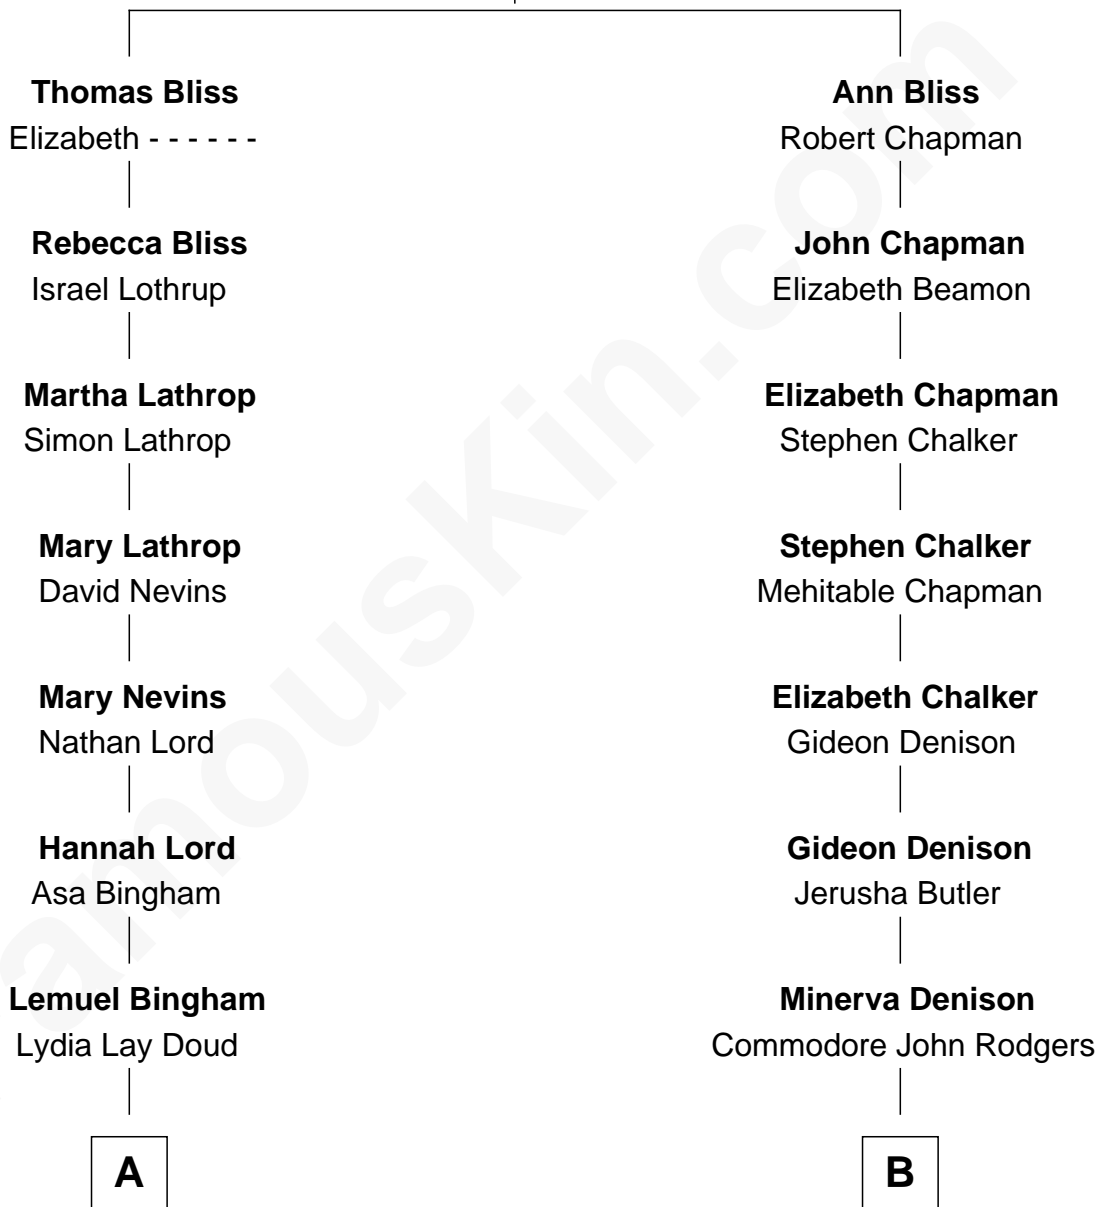 Thomas Bliss
Elizabeth - - - - - -
Rebecca Bliss
Israel Lothrup
Martha Lathrop
Simon Lathrop
Mary Lathrop
David Nevins
Mary Nevins
Nathan Lord
Hannah Lord
Asa Bingham
Lemuel Bingham
Lydia Lay Doud
A
Ann Bliss
Robert Chapman
John Chapman
Elizabeth Beamon
Elizabeth Chapman
Stephen Chalker
Stephen Chalker
Mehitable Chapman
Elizabeth Chalker
Gideon Denison
Gideon Denison
Jerusha Butler
Minerva Denison
Commodore John Rodgers
B
amouskin.com